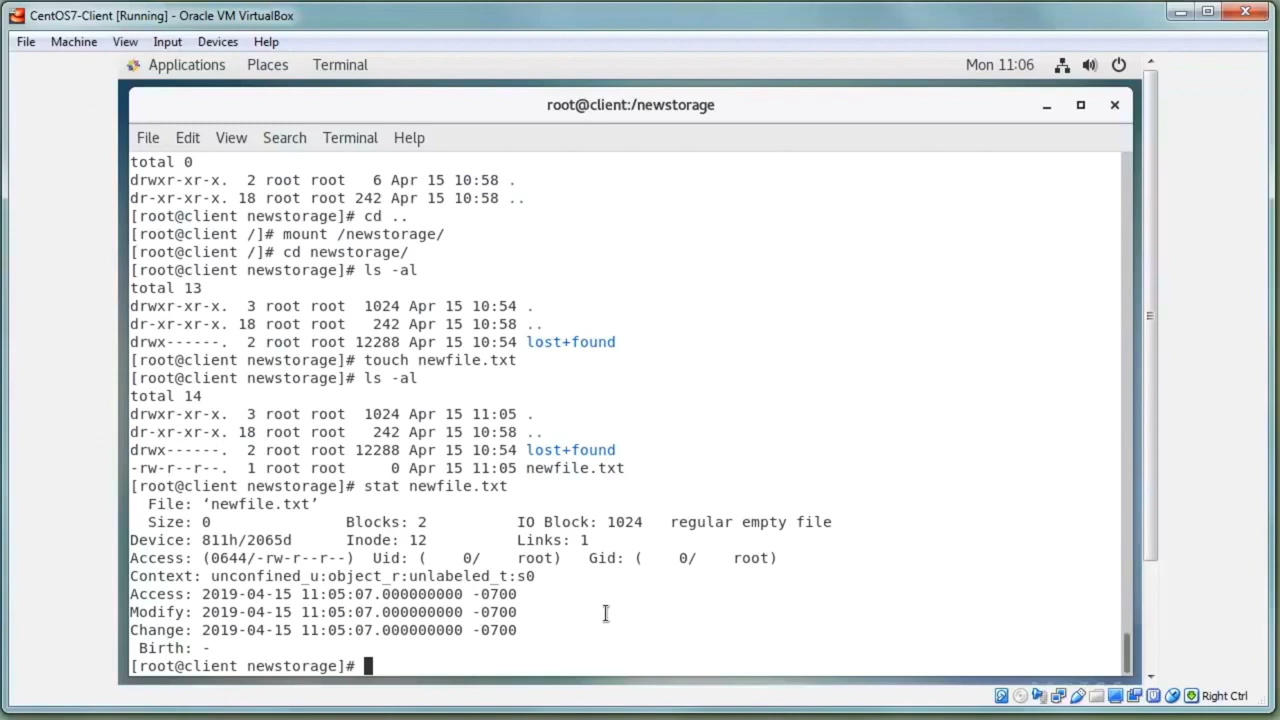 CentOS7-Client [Running] - Oracle VM VirtualBox
File Machine View Input Devices Help
Applications Places Terminal Mon 11:06
root@client:/newstorage
File Edit View Search Terminal Help
total 0
drwxr-xr-x.  2 root root   6 Apr 15 10:58 .
dr-xr-xr-x. 18 root root 242 Apr 15 10:58 ..
[root@client newstorage]# cd ..
[root@client /]# mount /newstorage/
[root@client /]# cd newstorage/
[root@client newstorage]# ls -al
total 13
drwxr-xr-x.  3 root root  1024 Apr 15 10:54 .
dr-xr-xr-x. 18 root root   242 Apr 15 10:58 ..
drwx------.  2 root root 12288 Apr 15 10:54 lost+found
[root@client newstorage]# touch newfile.txt
[root@client newstorage]# ls -al
total 14
drwxr-xr-x.  3 root root  1024 Apr 15 11:05 .
dr-xr-xr-x. 18 root root   242 Apr 15 10:58 ..
drwx------.  2 root root 12288 Apr 15 10:54 lost+found
-rw-r--r--.  1 root root     0 Apr 15 11:05 newfile.txt
[root@client newstorage]# stat newfile.txt
  File: ‘newfile.txt’
  Size: 0               Blocks: 2          IO Block: 1024   regular empty file
Device: 811h/2065d      Inode: 12          Links: 1
Access: (0644/-rw-r--r--)  Uid: (    0/    root)   Gid: (    0/    root)
Context: unconfined_u:object_r:unlabeled_t:s0
Access: 2019-04-15 11:05:07.000000000 -0700
Modify: 2019-04-15 11:05:07.000000000 -0700
Change: 2019-04-15 11:05:07.000000000 -0700
 Birth: -
[root@client newstorage]#
Right Ctrl